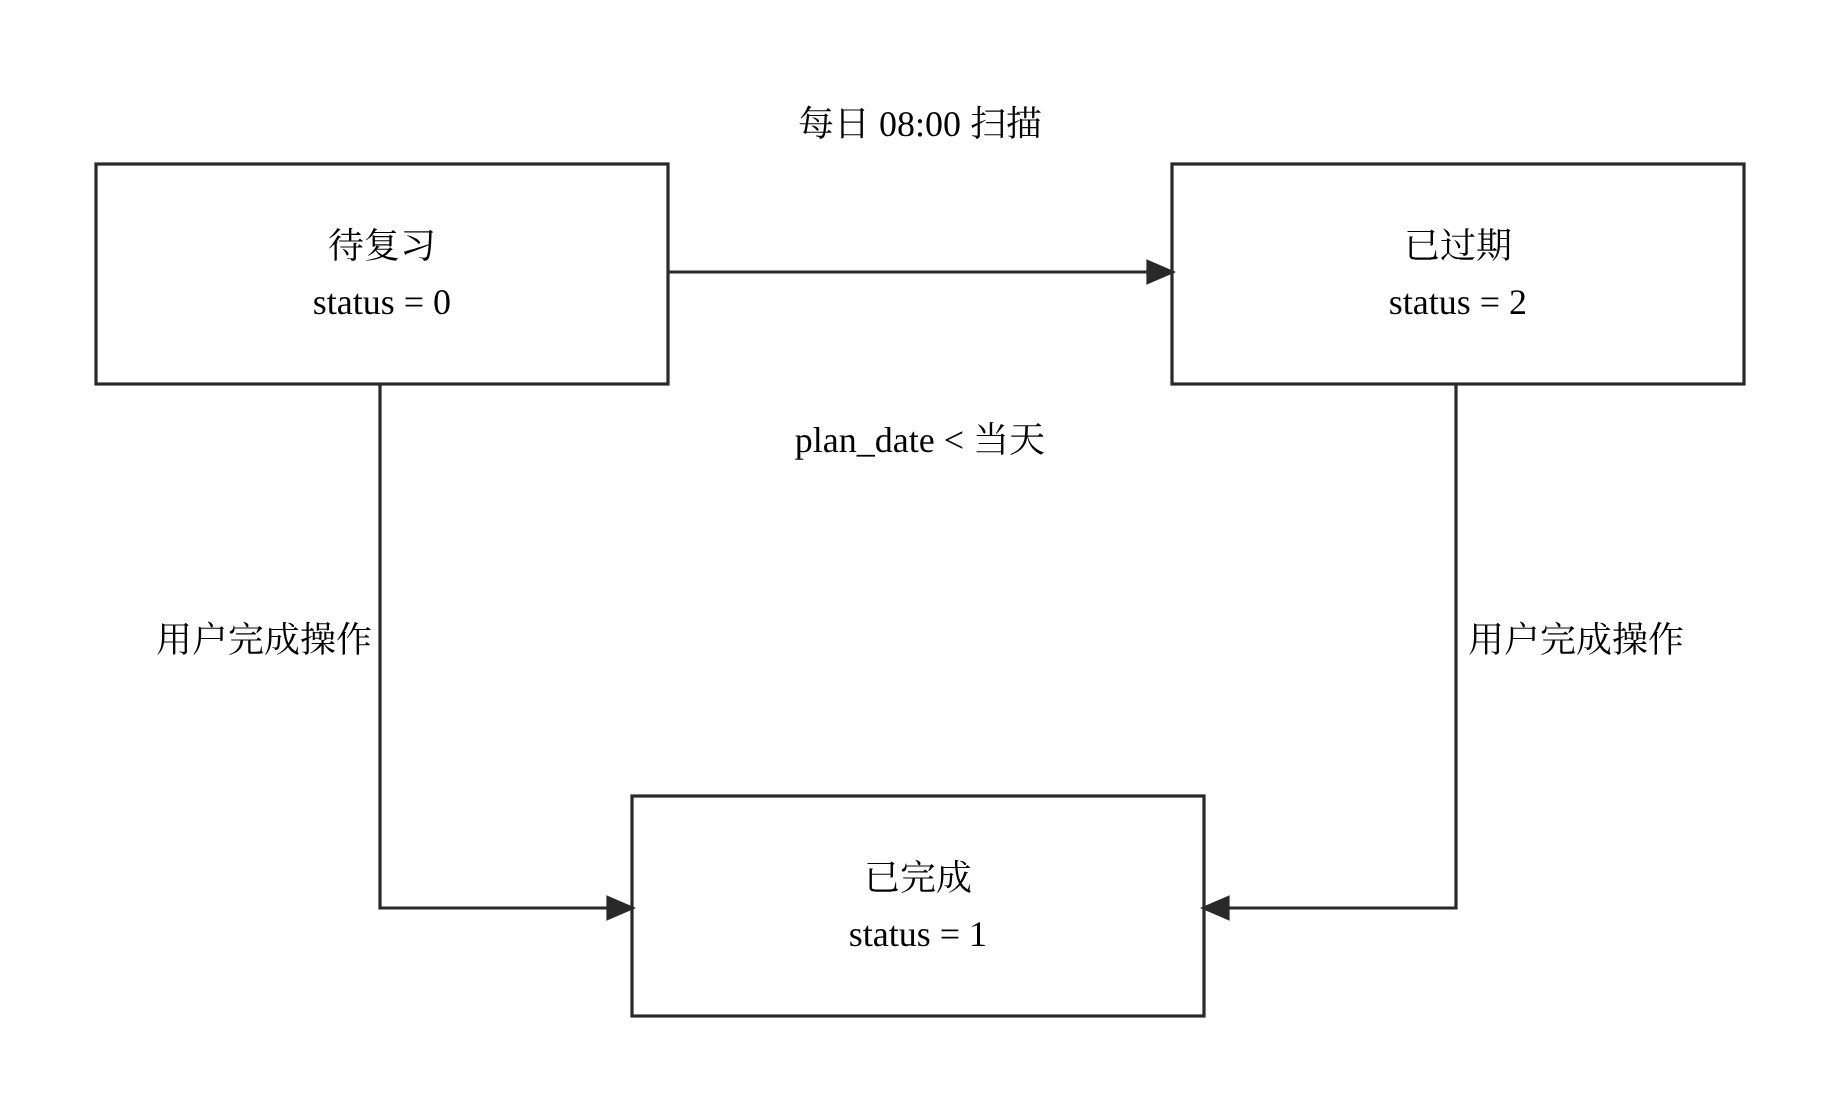 每日 08:00 扫描
待复习
status = 0
已过期
status = 2
plan_date < 当天
用户完成操作
用户完成操作
已完成
status = 1